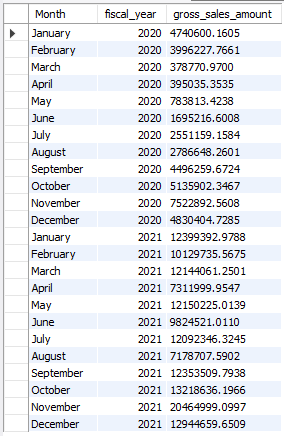 Month fiscal_year gross_sales_amount
January 2020 4740600.1605
February 2020 3996227.7661
March 2020 378770.9700
April 2020 395035.3535
May 2020 783813.4238
June 2020 1695216.6008
July 2020 2551159.1584
August 2020 2786648.2601
September 2020 4496259.6724
October 2020 5135902.3467
November 2020 7522892.5608
December 2020 4830404.7285
January 2021 12399392.9788
February 2021 10129735.5675
March 2021 12144061.2501
April 2021 7311999.9547
May 2021 12150225.0139
June 2021 9824521.0110
July 2021 12092346.3245
August 2021 7178707.5902
September 2021 12353509.7938
October 2021 13218636.1966
November 2021 20464999.0997
December 2021 12944659.6509